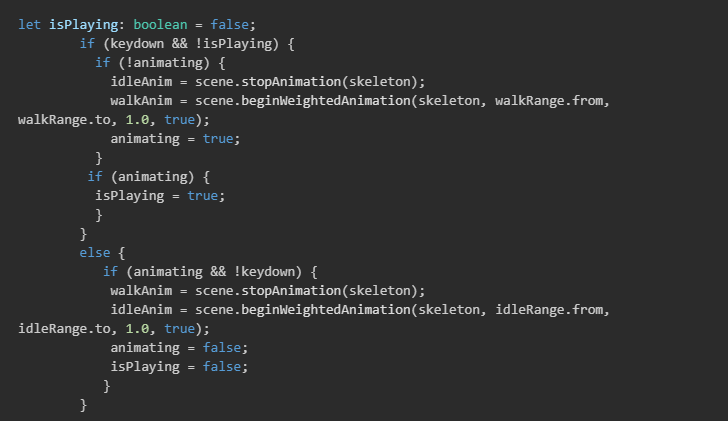 let isPlaying: boolean = false;
        if (keydown && !isPlaying) {
          if (!animating) {
            idleAnim = scene.stopAnimation(skeleton);
            walkAnim = scene.beginWeightedAnimation(skeleton, walkRange.from,
walkRange.to, 1.0, true);
            animating = true;
          }
         if (animating) {
          isPlaying = true;
          }
        }
        else {
           if (animating && !keydown) {
            walkAnim = scene.stopAnimation(skeleton);
            idleAnim = scene.beginWeightedAnimation(skeleton, idleRange.from,
idleRange.to, 1.0, true);
            animating = false;
            isPlaying = false;
           }
        }